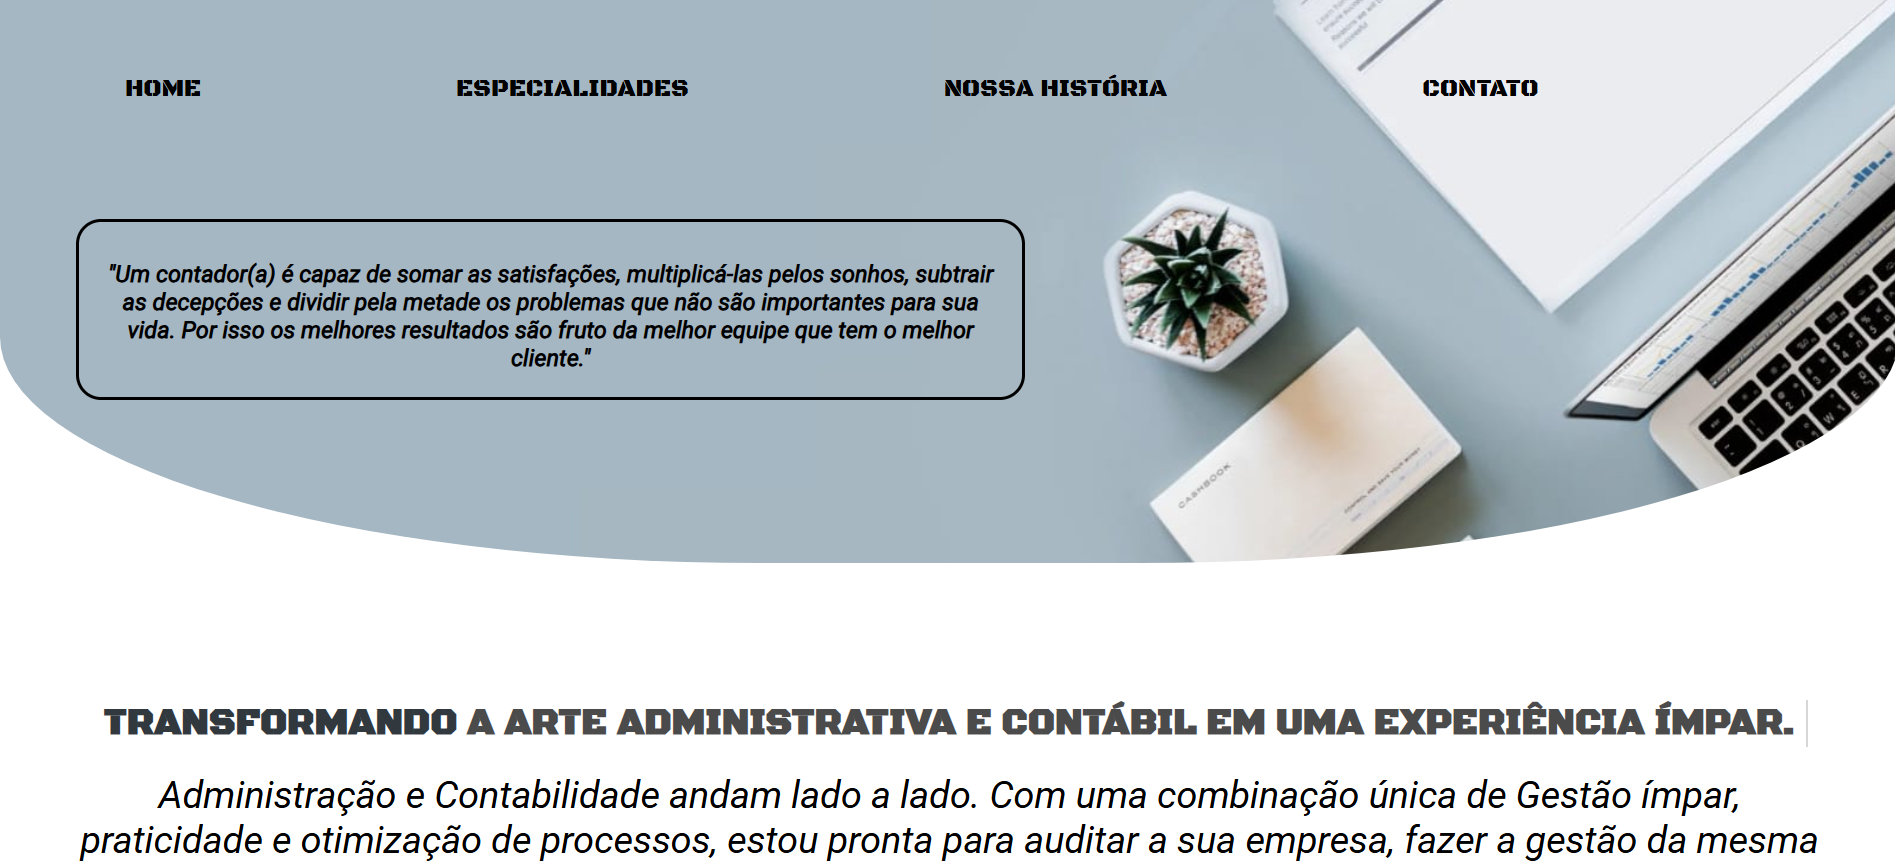 HOME ESPECIALIDADES NOSSA HISTÓRIA CONTATO
"Um contador(a) é capaz de somar as satisfações, multiplicá-las pelos sonhos, subtrair
as decepções e dividir pela metade os problemas que não são importantes para sua
vida. Por isso os melhores resultados são fruto da melhor equipe que tem o melhor
cliente."
CASHBOOK
TRANSFORMANDO A ARTE ADMINISTRATIVA E CONTÁBIL EM UMA EXPERIÊNCIA ÍMPAR.
Administração e Contabilidade andam lado a lado. Com uma combinação única de Gestão ímpar,
praticidade e otimização de processos, estou pronta para auditar a sua empresa, fazer a gestão da mesma